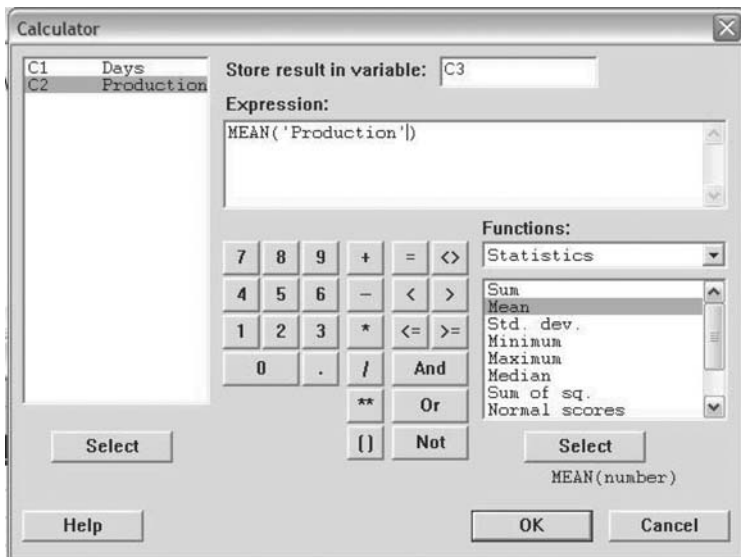 Calculator
C1 Days
C2 Production
Store result in variable: C3
Expression:
MEAN('Production')
Functions:
Statistics
7 8 9 + = <>
4 5 6 – < >
1 2 3 * <= >=
0 . / And
** Or
() Not
Sum
Mean
Std. dev.
Minimum
Maximum
Median
Sum of sq.
Normal scores
Select
Select
MEAN(number)
Help
OK
Cancel